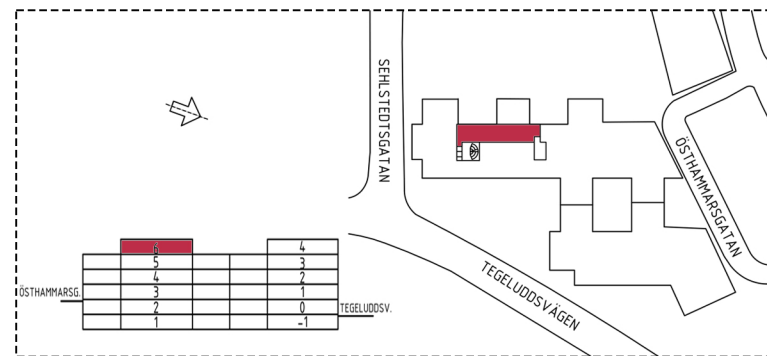 SEHLSTEDTSGATAN
ÖSTHAMMARSGATAN
TEGELUDDSVÄGEN
6 4
5 3
4 2
ÖSTHAMMARSG. 3 1
2 0 TEGELUDDSV.
1 -1